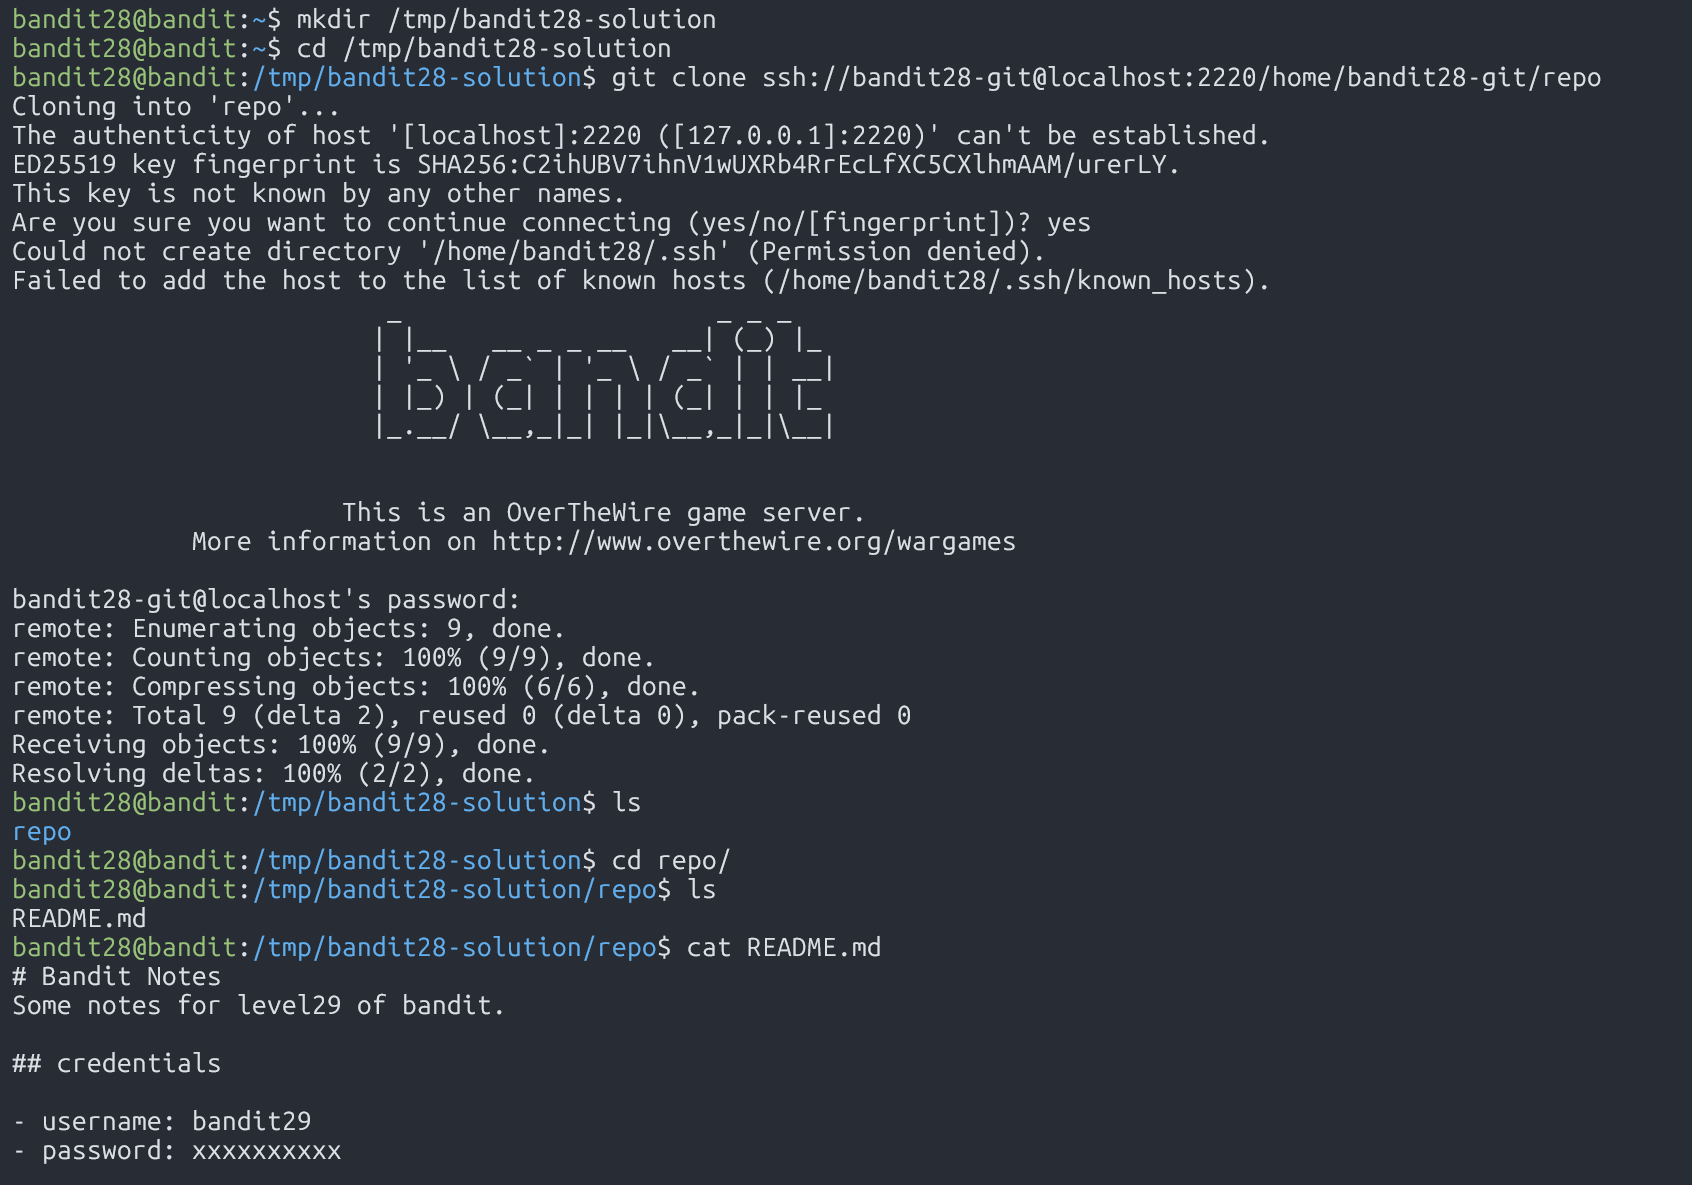 bandit28@bandit:~$ mkdir /tmp/bandit28-solution
bandit28@bandit:~$ cd /tmp/bandit28-solution
bandit28@bandit:/tmp/bandit28-solution$ git clone ssh://bandit28-git@localhost:2220/home/bandit28-git/repo
Cloning into 'repo'...
The authenticity of host '[localhost]:2220 ([127.0.0.1]:2220)' can't be established.
ED25519 key fingerprint is SHA256:C2ihUBV7ihnV1wUXRb4RrEcLfXC5CXlhmAAM/urerLY.
This key is not known by any other names.
Are you sure you want to continue connecting (yes/no/[fingerprint])? yes
Could not create directory '/home/bandit28/.ssh' (Permission denied).
Failed to add the host to the list of known hosts (/home/bandit28/.ssh/known_hosts).
                         _                     _ _ _
                        | |__   __ _ _ __   __| (_) |_
                        | '_ \ / _` | '_ \ / _` | | __|
                        | |_) | (_| | | | | (_| | | |_
                        |_.__/ \__,_|_| |_|\__,_|_|\__|
This is an OverTheWire game server.
More information on http://www.overthewire.org/wargames
bandit28-git@localhost's password:
remote: Enumerating objects: 9, done.
remote: Counting objects: 100% (9/9), done.
remote: Compressing objects: 100% (6/6), done.
remote: Total 9 (delta 2), reused 0 (delta 0), pack-reused 0
Receiving objects: 100% (9/9), done.
Resolving deltas: 100% (2/2), done.
bandit28@bandit:/tmp/bandit28-solution$ ls
repo
bandit28@bandit:/tmp/bandit28-solution$ cd repo/
bandit28@bandit:/tmp/bandit28-solution/repo$ ls
README.md
bandit28@bandit:/tmp/bandit28-solution/repo$ cat README.md
# Bandit Notes
Some notes for level29 of bandit.
## credentials
- username: bandit29
- password: xxxxxxxxxx